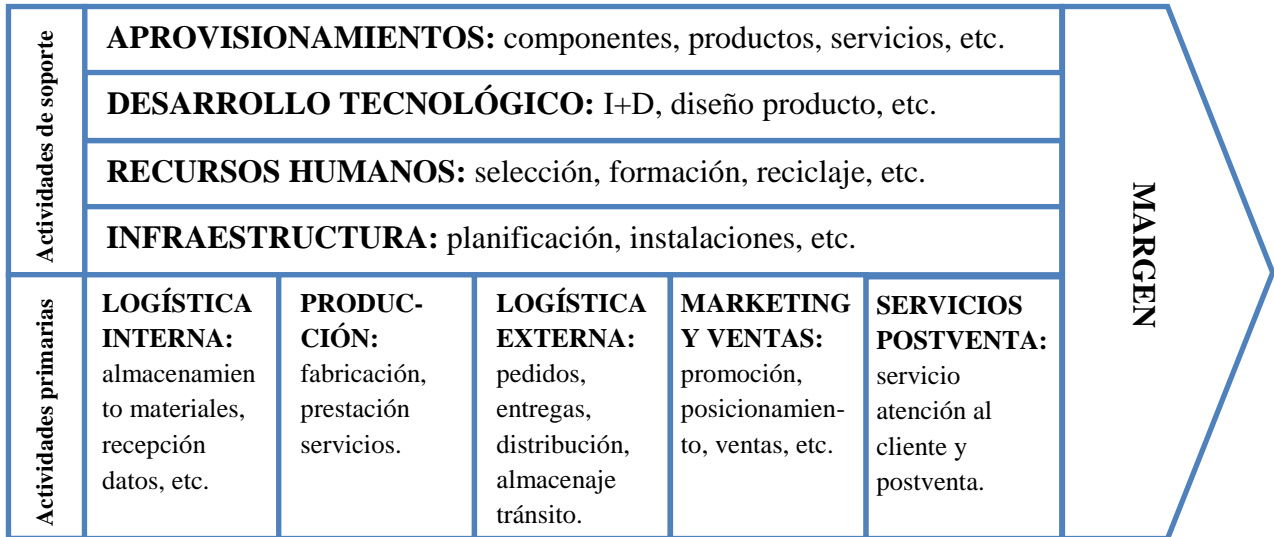 Actividades de soporte
APROVISIONAMIENTOS: componentes, productos, servicios, etc.
DESARROLLO TECNOLÓGICO: I+D, diseño producto, etc.
RECURSOS HUMANOS: selección, formación, reciclaje, etc.
INFRAESTRUCTURA: planificación, instalaciones, etc.
Actividades primarias
LOGÍSTICA
INTERNA:
almacenamien
to materiales,
recepción
datos, etc.
PRODUC-
CIÓN:
fabricación,
prestación
servicios.
LOGÍSTICA
EXTERNA:
pedidos,
entregas,
distribución,
almacenaje
tránsito.
MARKETING
Y VENTAS:
promoción,
posicionamien-
to, ventas, etc.
SERVICIOS
POSTVENTA:
servicio
atención al
cliente y
postventa.
MARGEN